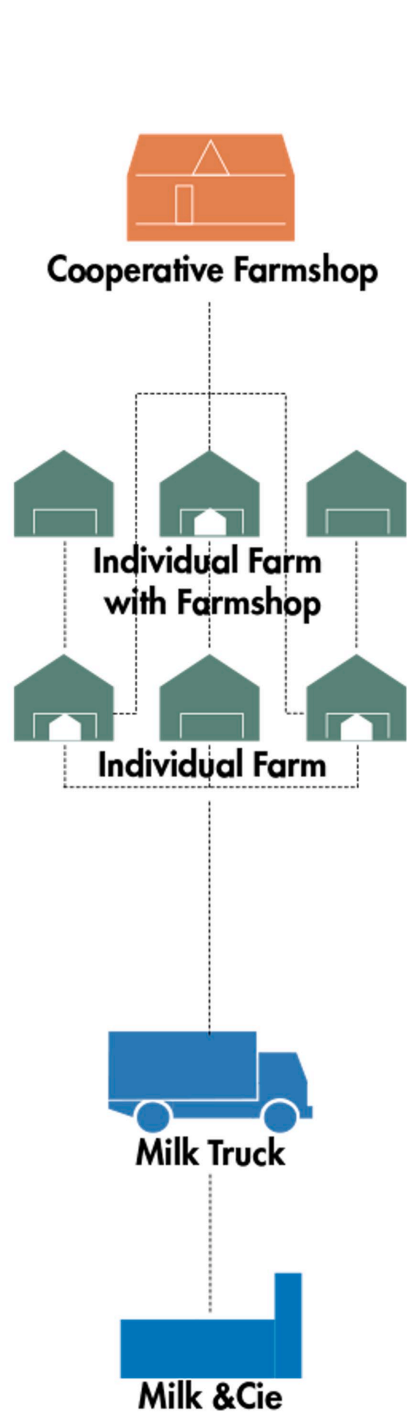 Cooperative Farmshop
Individual Farm
with Farmshop
Individual Farm
Milk Truck
Milk &Cie